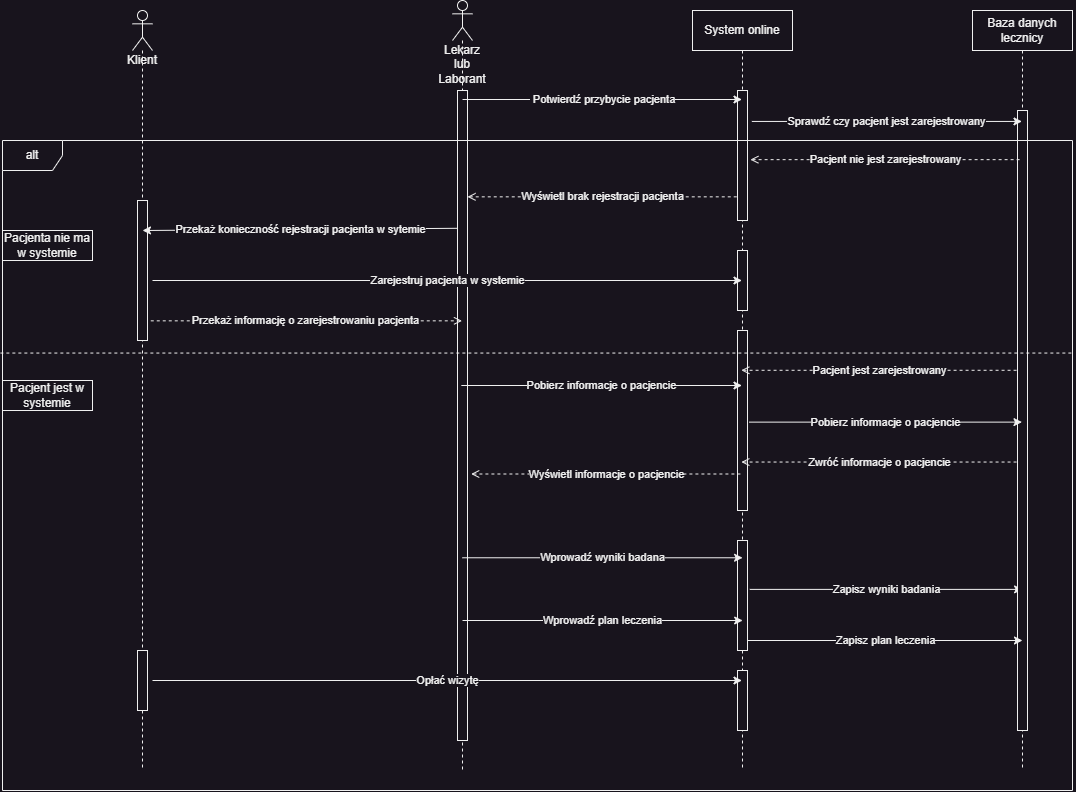 Klient
Lekarz
lub
Laborant
System online
Baza danych
lecznicy
Potwierdź przybycie pacjenta
Sprawdź czy pacjent jest zarejestrowany
alt
Pacjent nie jest zarejestrowany
Wyświetl brak rejestracji pacjenta
Przekaż konieczność rejestracji pacjenta w sytemie
Pacjenta nie ma
w systemie
Zarejestruj pacjenta w systemie
Przekaż informację o zarejestrowaniu pacjenta
Pacjent jest zarejestrowany
Pacjent jest w
systemie
Pobierz informacje o pacjencie
Pobierz informacje o pacjencie
Zwróć informacje o pacjencie
Wyświetl informacje o pacjencie
Wprowadź wyniki badana
Zapisz wyniki badania
Wprowadź plan leczenia
Zapisz plan leczenia
Opłać wizytę